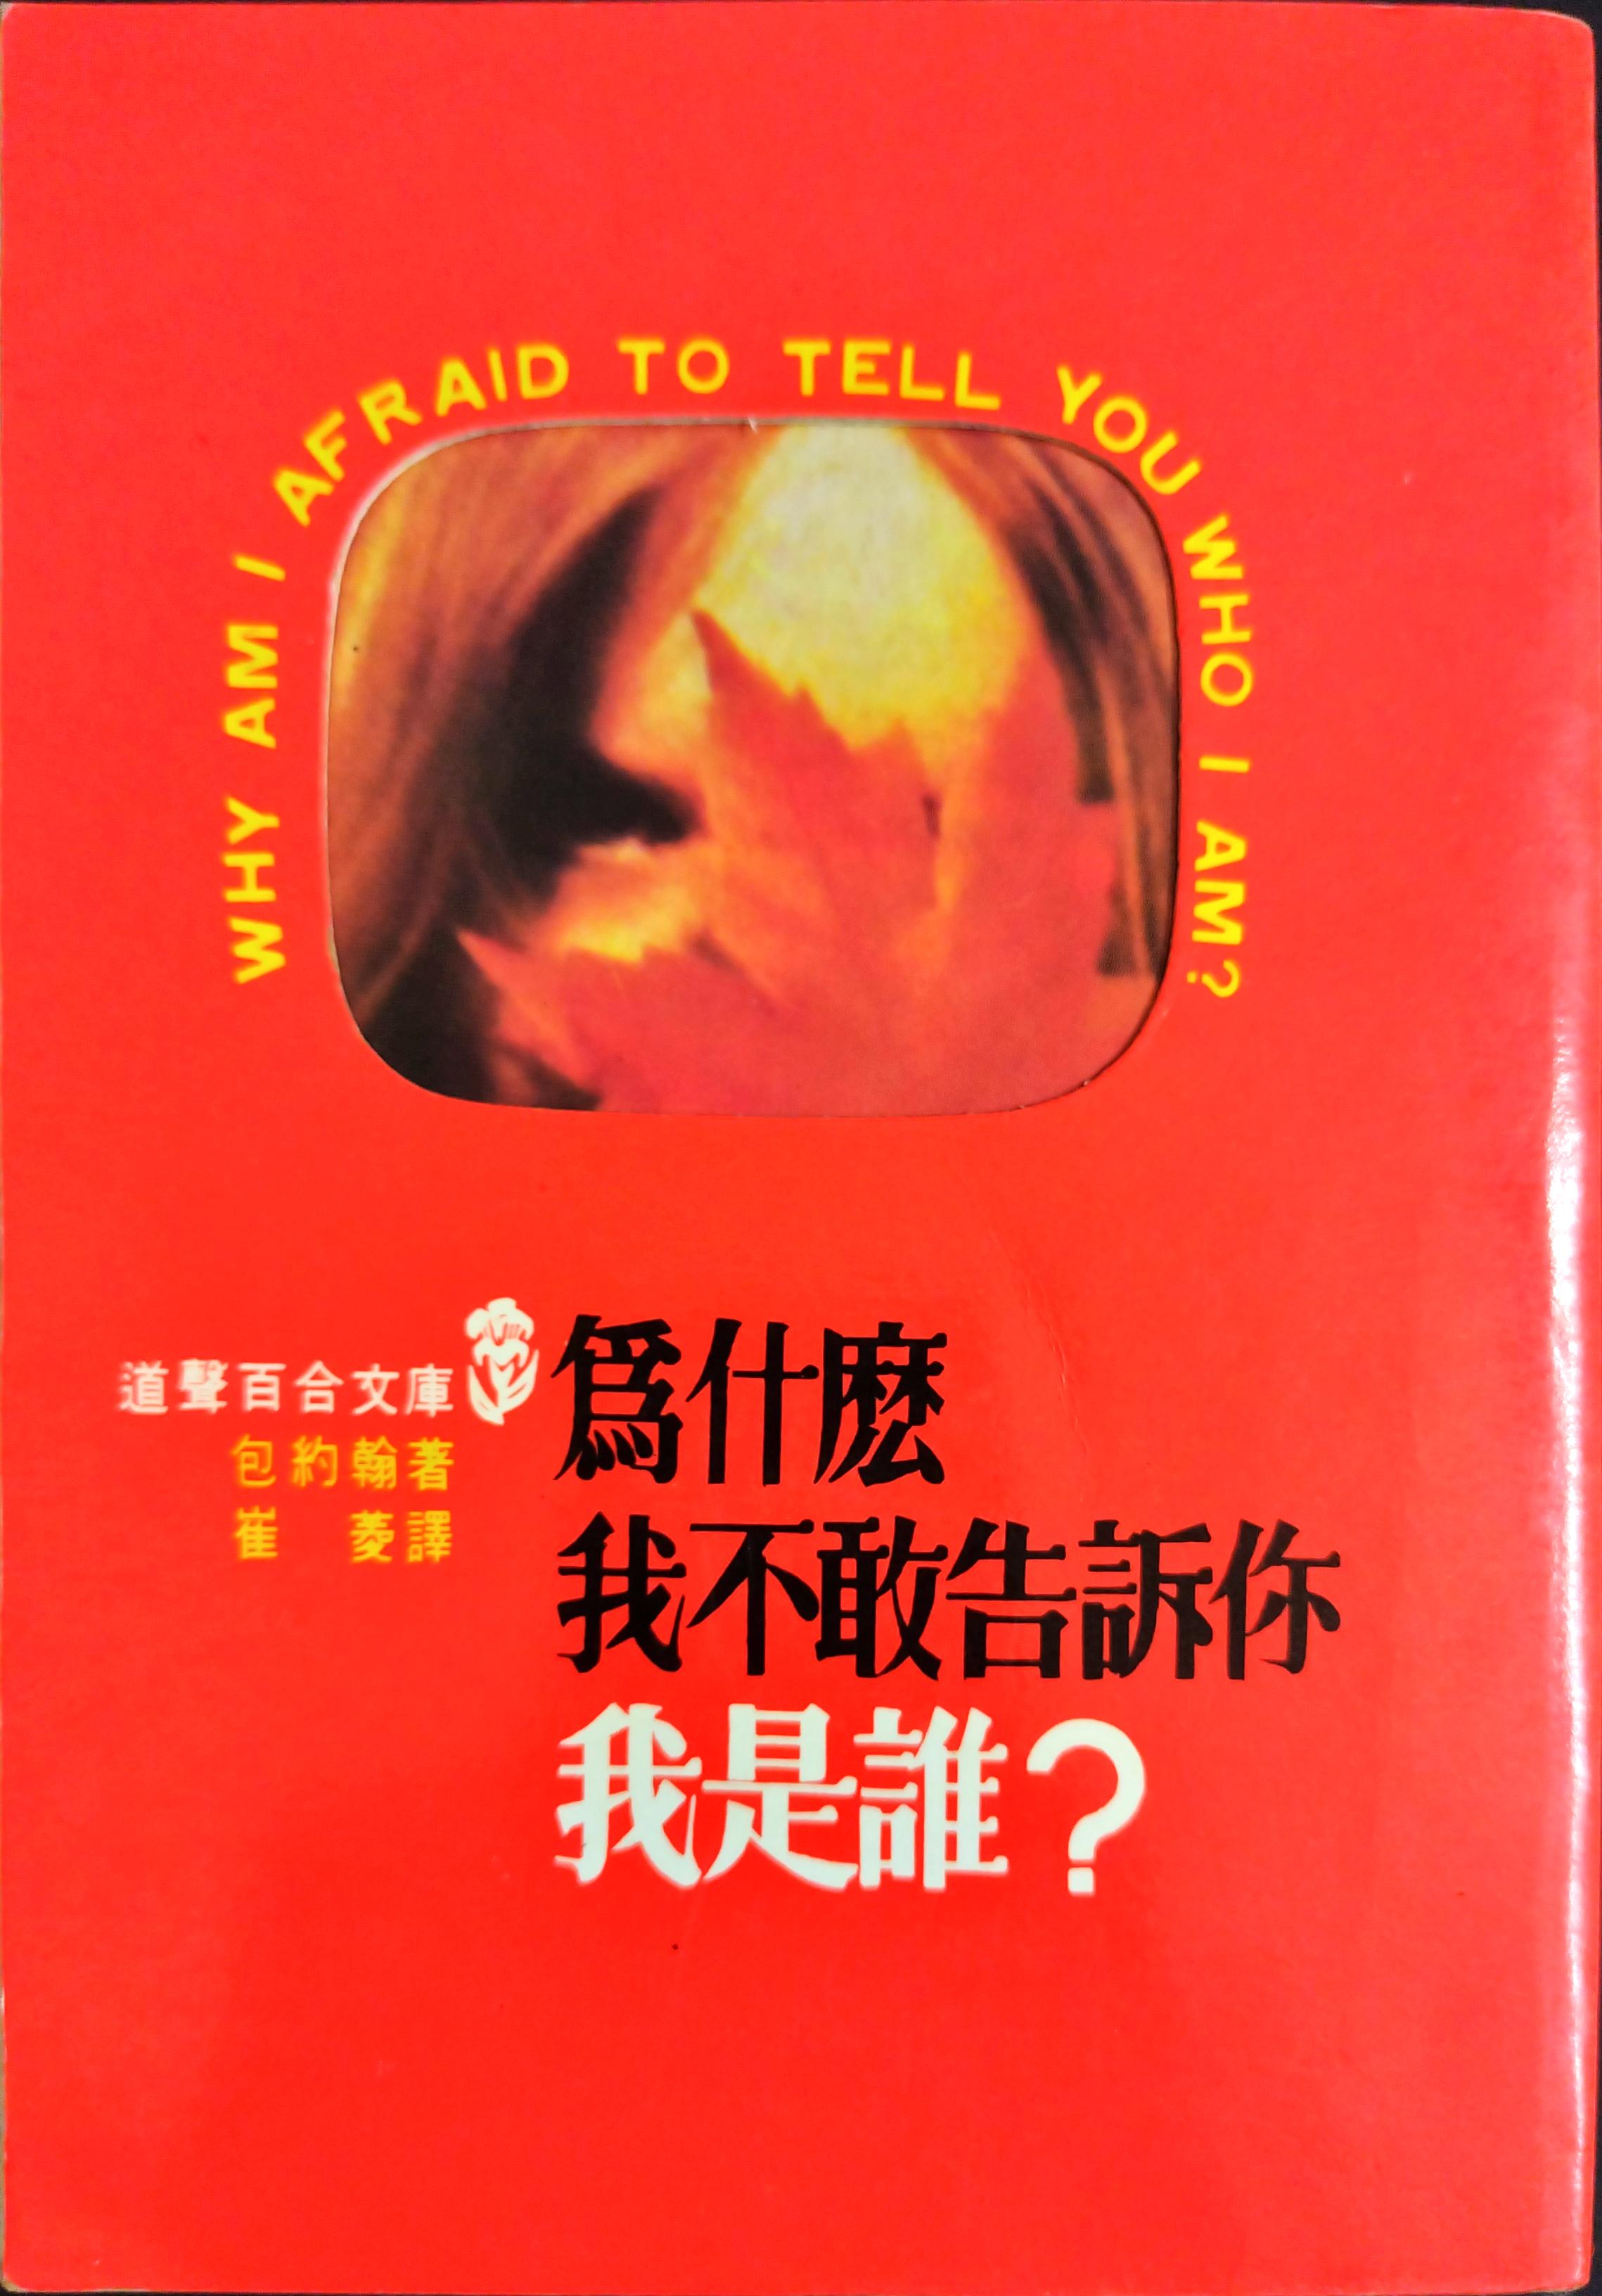 WHY AM I AFRAID TO TELL YOU WHO I AM?
道聲百合文庫
包約翰著
崔 菱譯
爲什麽
我不敢告訴你
我是誰？